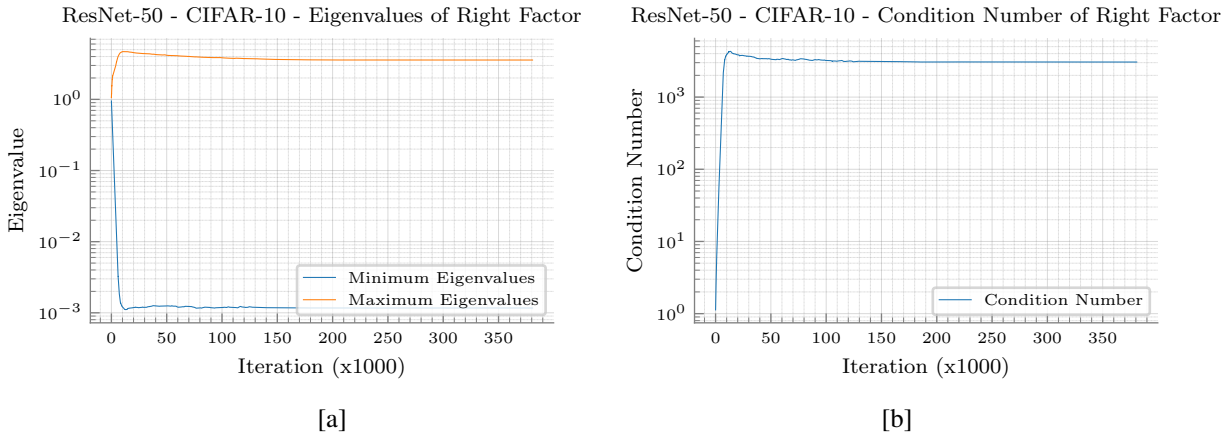 ResNet-50 - CIFAR-10 - Eigenvalues of Right Factor
Eigenvalue
10^0
10^-1
10^-2
10^-3
Minimum Eigenvalues
Maximum Eigenvalues
0 50 100 150 200 250 300 350
Iteration (x1000)
[a]
ResNet-50 - CIFAR-10 - Condition Number of Right Factor
Condition Number
10^3
10^2
10^1
10^0
Condition Number
0 50 100 150 200 250 300 350
Iteration (x1000)
[b]